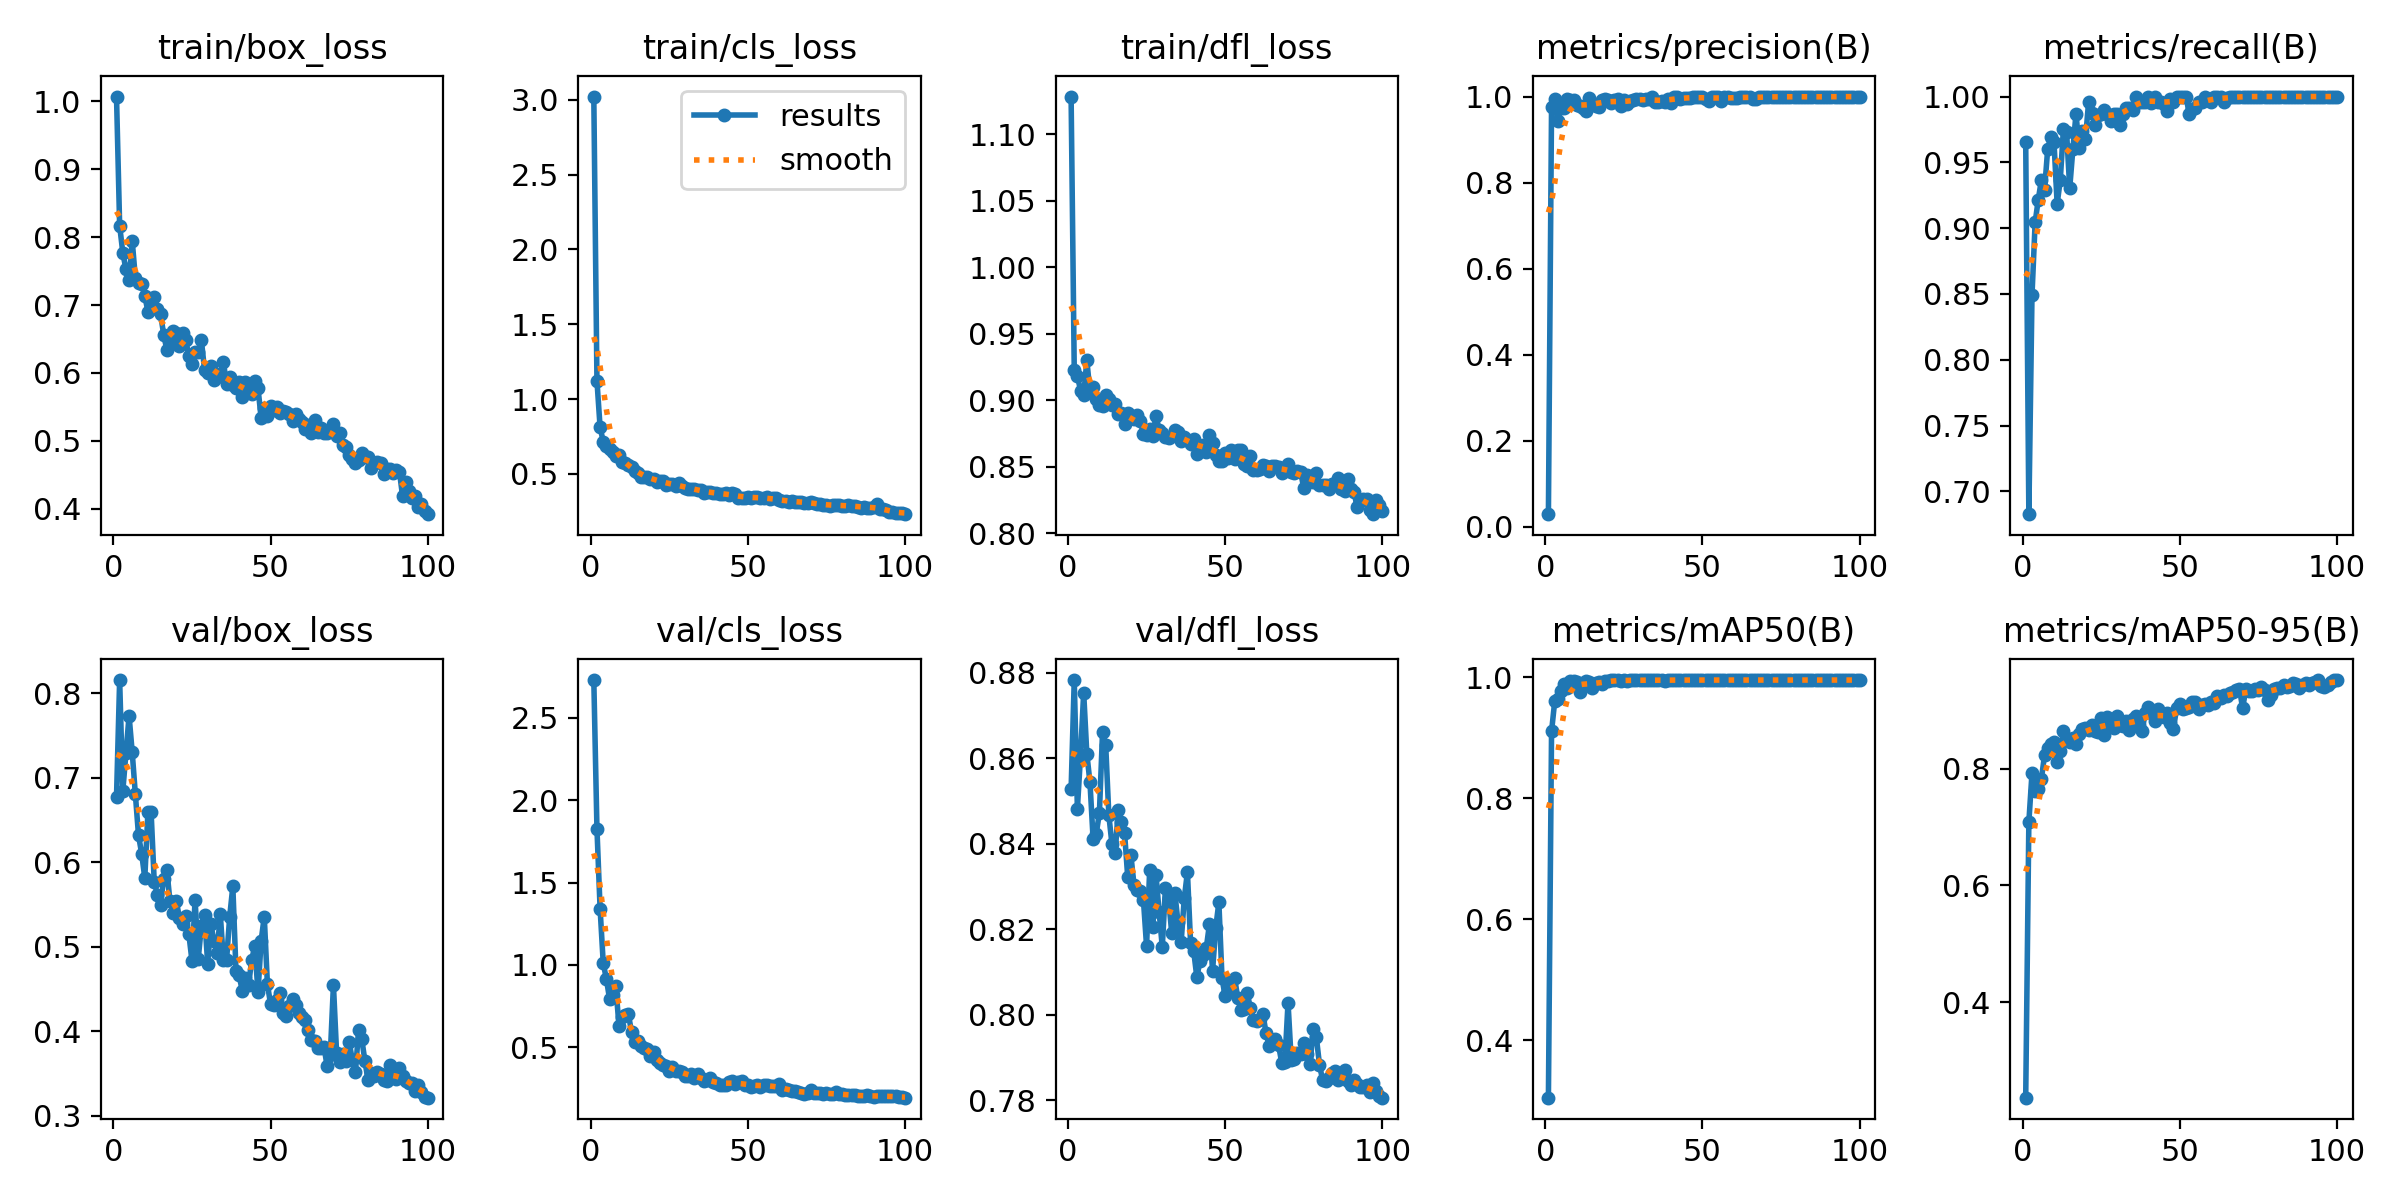 train/box_loss
1.0
0.9
0.8
0.7
0.6
0.5
0.4
0 50 100
train/cls_loss
results
smooth
3.0
2.5
2.0
1.5
1.0
0.5
0 50 100
train/dfl_loss
1.10
1.05
1.00
0.95
0.90
0.85
0.80
0 50 100
metrics/precision(B)
1.0
0.8
0.6
0.4
0.2
0.0
0 50 100
metrics/recall(B)
1.00
0.95
0.90
0.85
0.80
0.75
0.70
0 50 100
val/box_loss
0.8
0.7
0.6
0.5
0.4
0.3
0 50 100
val/cls_loss
2.5
2.0
1.5
1.0
0.5
0 50 100
val/dfl_loss
0.88
0.86
0.84
0.82
0.80
0.78
0 50 100
metrics/mAP50(B)
1.0
0.8
0.6
0.4
0 50 100
metrics/mAP50-95(B)
0.8
0.6
0.4
0 50 100